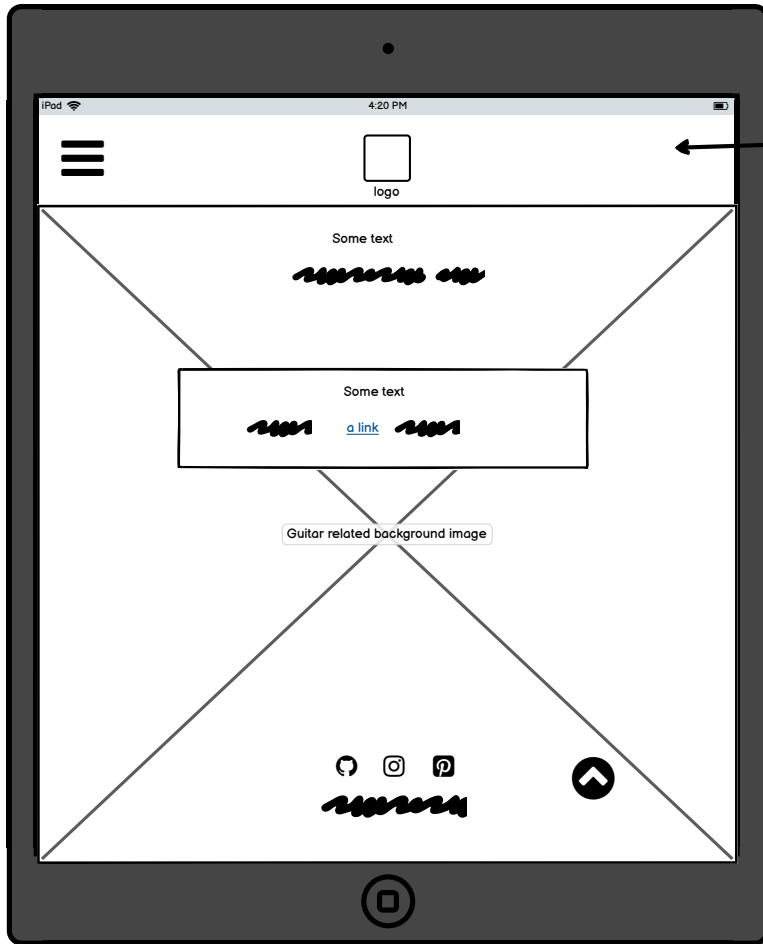 iPad 4:20 PM
logo
Some text
Some text
a link
Guitar related background image